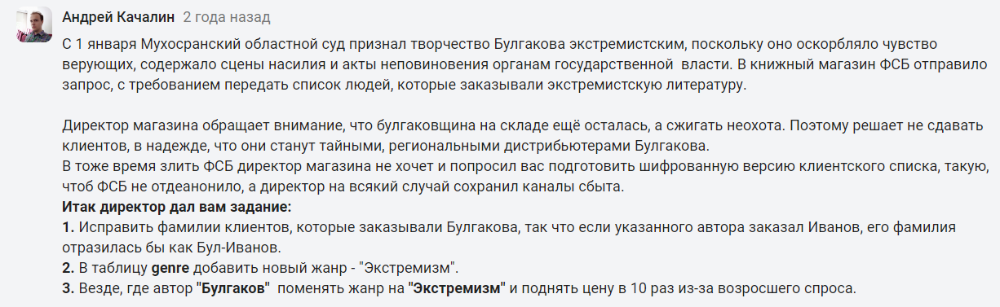 Андрей Качалин 2 года назад
С 1 января Мухосранский областной суд признал творчество Булгакова экстремистским, поскольку оно оскорбляло чувство
верующих, содержало сцены насилия и акты неповиновения органам государственной власти. В книжный магазин ФСБ отправило
запрос, с требованием передать список людей, которые заказывали экстремистскую литературу.
Директор магазина обращает внимание, что булгаковщина на складе ещё осталась, а сжигать неохота. Поэтому решает не сдавать
клиентов, в надежде, что они станут тайными, региональными дистрибьютерами Булгакова.
В тоже время злить ФСБ директор магазина не хочет и попросил вас подготовить шифрованную версию клиентского списка, такую,
чтоб ФСБ не отдеанонило, а директор на всякий случай сохранил каналы сбыта.
Итак директор дал вам задание:
1. Исправить фамилии клиентов, которые заказывали Булгакова, так что если указанного автора заказал Иванов, его фамилия
отразилась бы как Бул-Иванов.
2. В таблицу genre добавить новый жанр - "Экстремизм".
3. Везде, где автор "Булгаков" поменять жанр на "Экстремизм" и поднять цену в 10 раз из-за возросшего спроса.